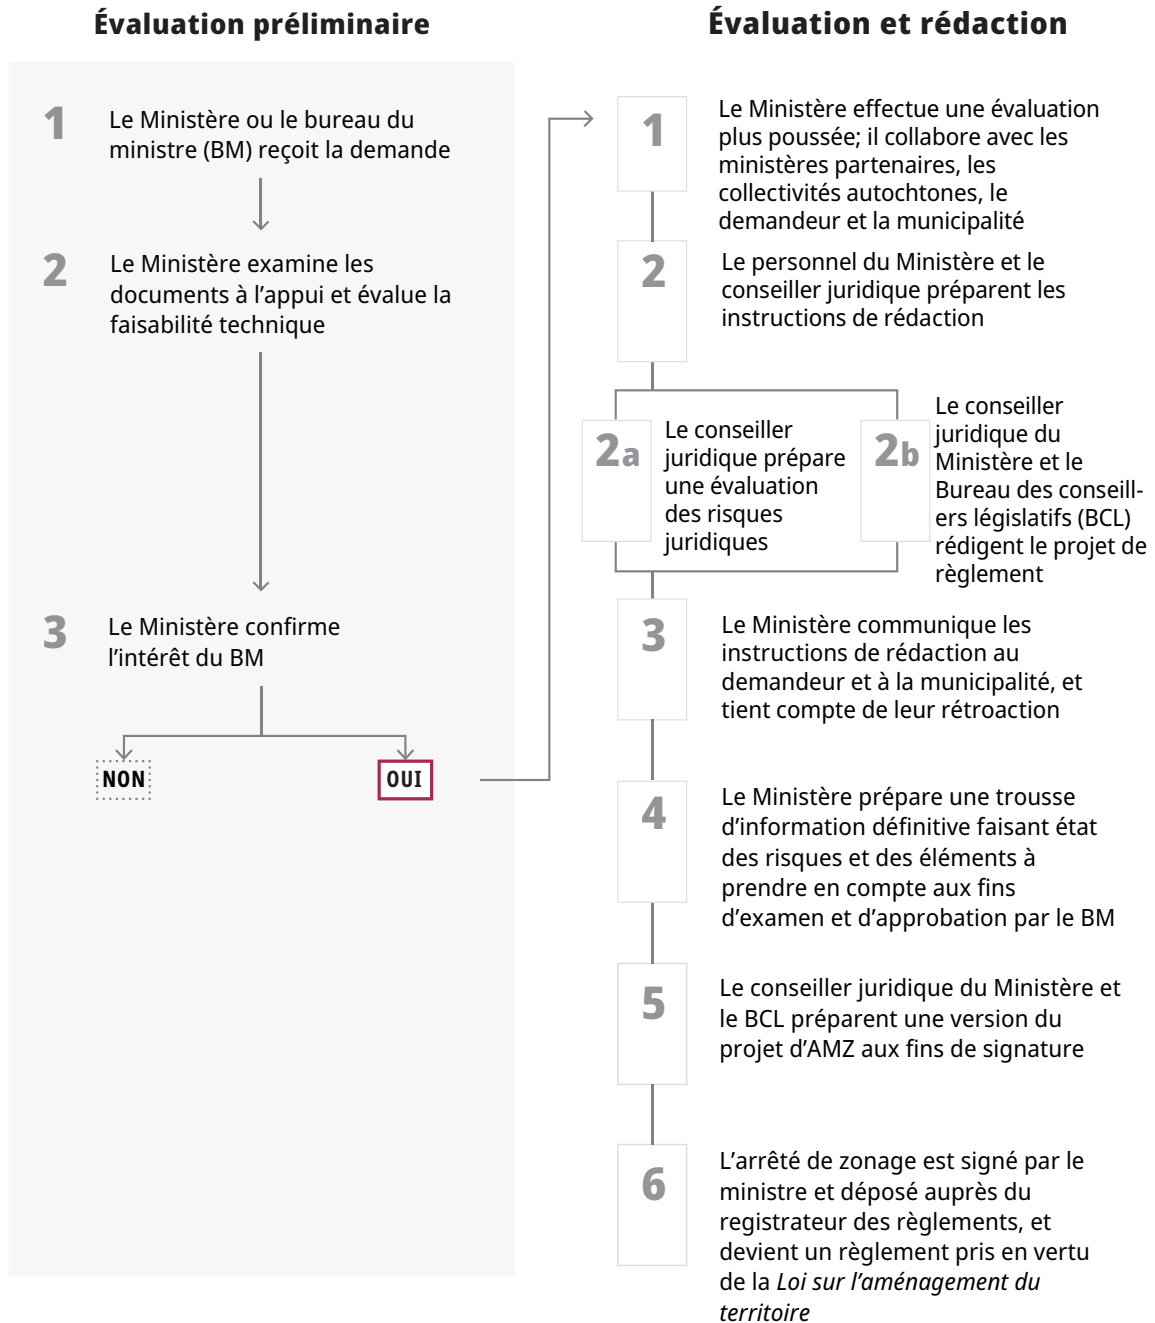 Évaluation préliminaire
1
Le Ministère ou le bureau du
ministre (BM) reçoit la demande
2
Le Ministère examine les
documents à l’appui et évalue la
faisabilité technique
3
Le Ministère confirme
l’intérêt du BM
NON
OUI
Évaluation et rédaction
1
Le Ministère effectue une évaluation
plus poussée; il collabore avec les
ministères partenaires, les
collectivités autochtones, le
demandeur et la municipalité
2
Le personnel du Ministère et le
conseiller juridique préparent les
instructions de rédaction
2a
Le conseiller
juridique prépare
une évaluation
des risques
juridiques
2b
Le conseiller
juridique du
Ministère et le
Bureau des conseill-
ers législatifs (BCL)
rédigent le projet de
règlement
3
Le Ministère communique les
instructions de rédaction au
demandeur et à la municipalité, et
tient compte de leur rétroaction
4
Le Ministère prépare une trousse
d’information définitive faisant état
des risques et des éléments à
prendre en compte aux fins
d’examen et d’approbation par le BM
5
Le conseiller juridique du Ministère et
le BCL préparent une version du
projet d’AMZ aux fins de signature
6
L’arrêté de zonage est signé par le
ministre et déposé auprès du
registrateur des règlements, et
devient un règlement pris en vertu
de la Loi sur l’aménagement du
territoire